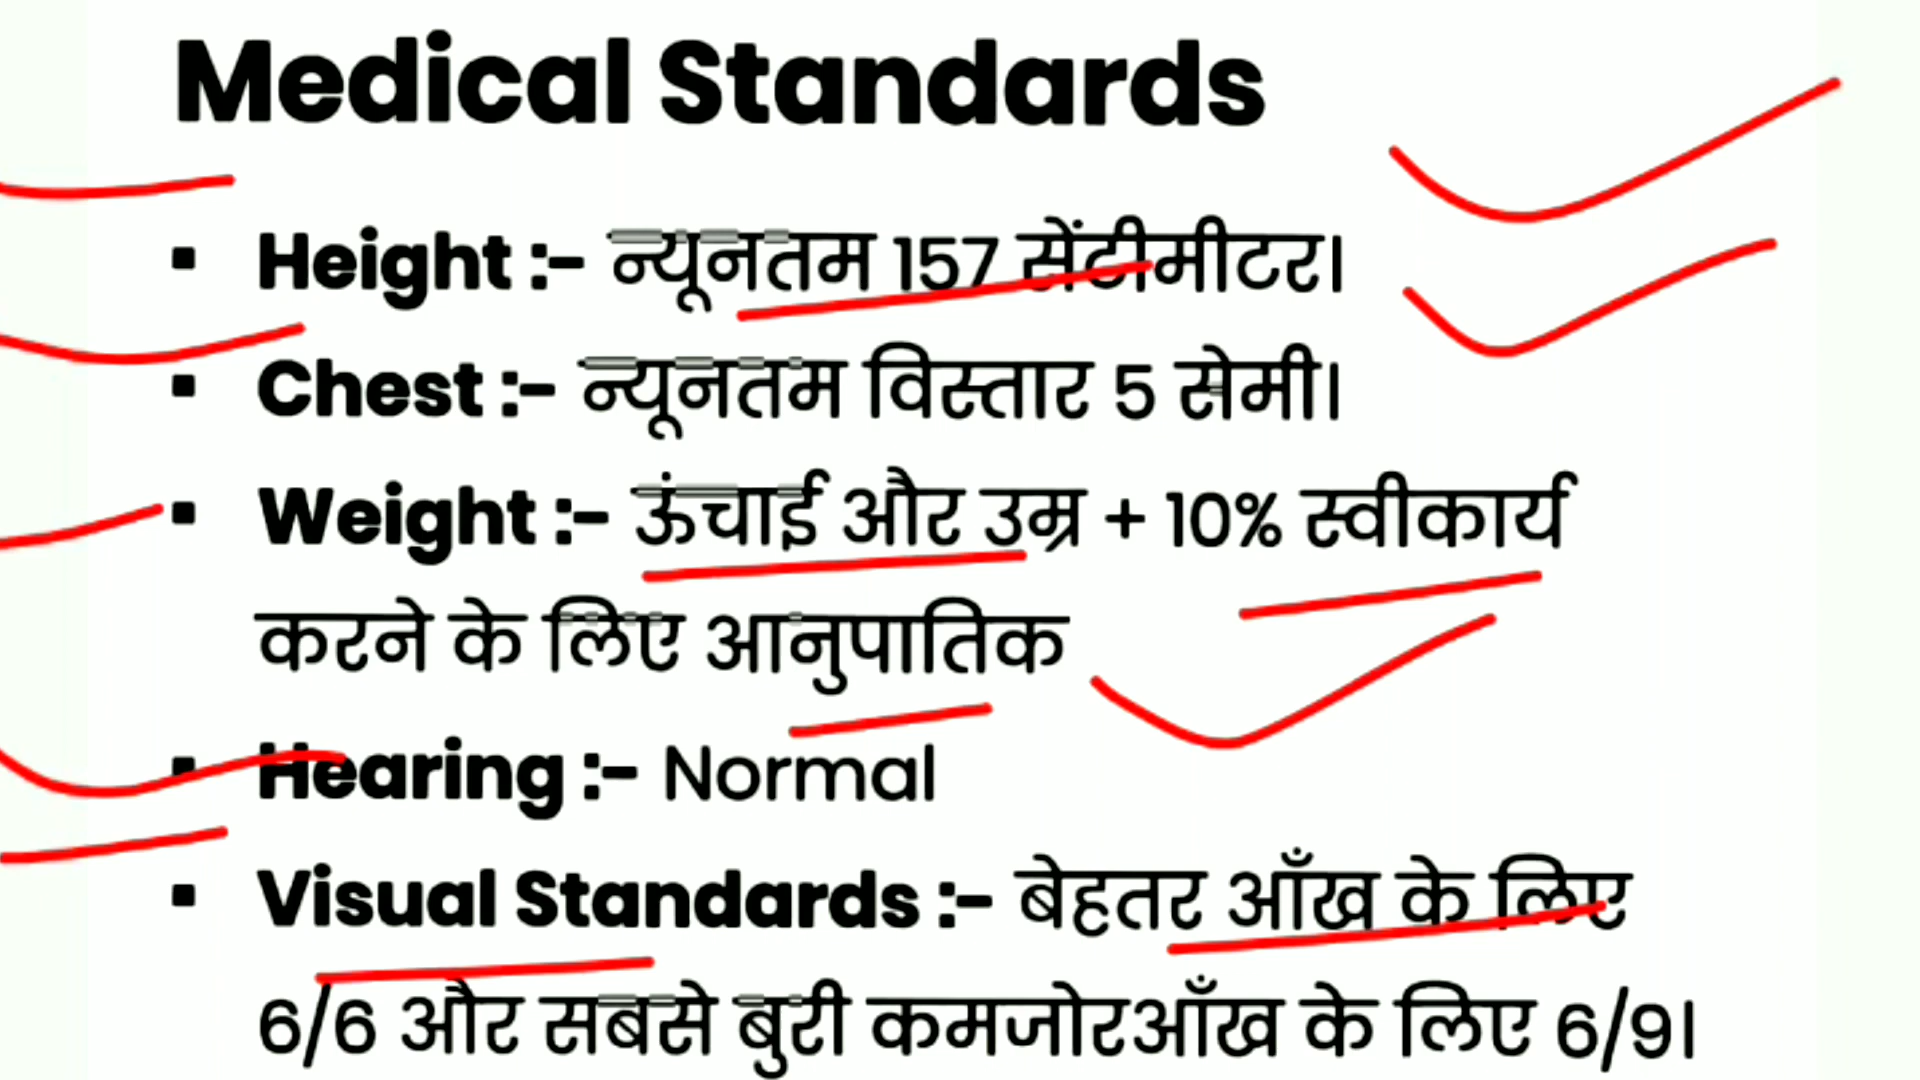 Medical Standards
▪ Height :- न्यूनतम 157 सेंटीमीटर।
▪ Chest :- न्यूनतम विस्तार 5 सेमी।
▪ Weight :- ऊंचाई और उम्र + 10% स्वीकार्य
करने के लिए आनुपातिक
▪ Hearing :- Normal
▪ Visual Standards :- बेहतर आँख के लिए
6/6 और सबसे बुरी कमजोरआँख के लिए 6/9।